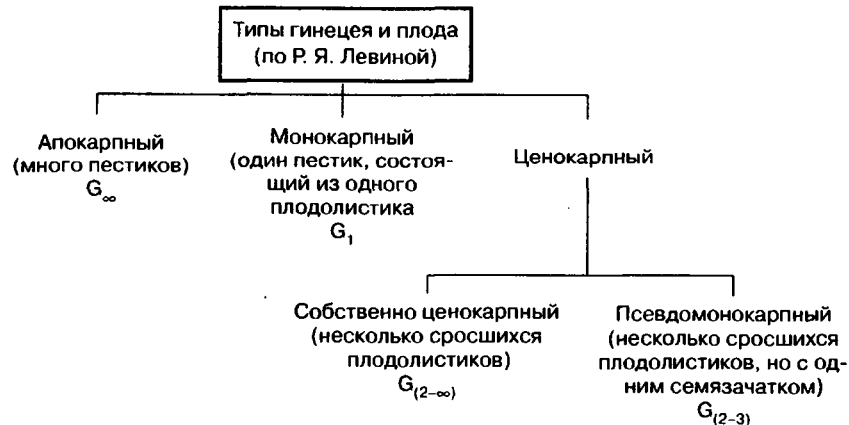 Типы гинецея и плода
(по Р. Я. Левиной)
Апокарпный
(много пестиков)
G∞
Монокарпный
(один пестик, состоя-
щий из одного
плодолистика
G₁
Ценокарпный
Собственно ценокарпный
(несколько сросшихся
плодолистиков)
G₍₂₋∞₎
Псевдомонокарпный
(несколько сросшихся
плодолистиков, но с од-
ним семязачатком)
G₍₂₋₃₎